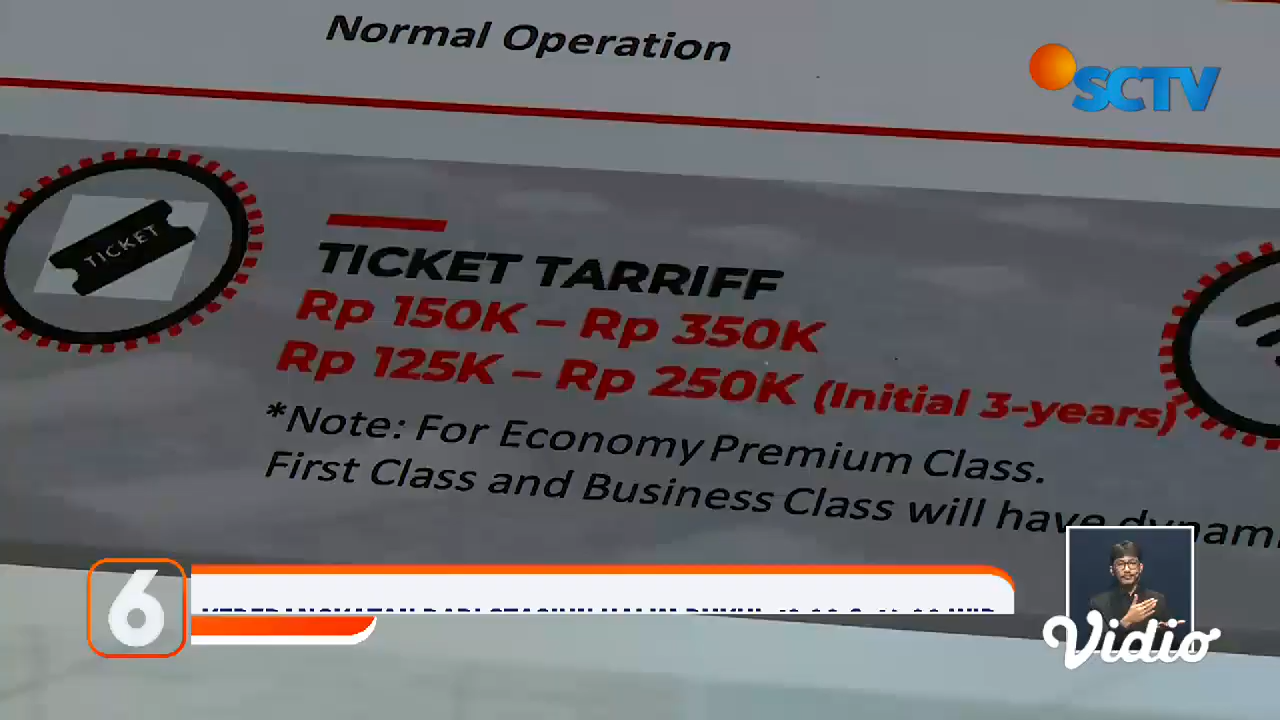 Normal Operation
SCTV
TICKET
TICKET TARRIFF
Rp 150K – Rp 350K
Rp 125K – Rp 250K (Initial 3-years)
*Note: For Economy Premium Class.
First Class and Business Class will have dynami
6
Vidio